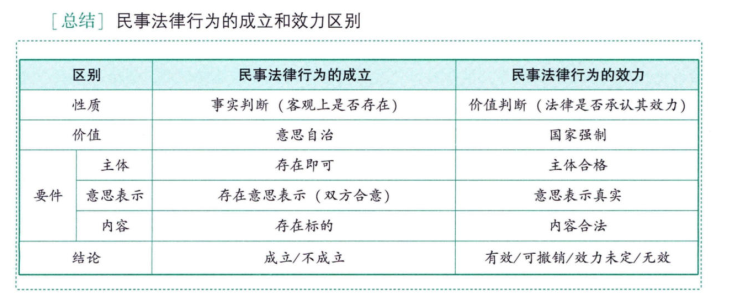 ［总结］ 民事法律行为的成立和效力区别
区别 民事法律行为的成立 民事法律行为的效力
性质 事实判断（客观上是否存在） 价值判断（法律是否承认其效力）
价值 意思自治 国家强制
要件 主体 存在即可 主体合格
意思表示 存在意思表示（双方合意） 意思表示真实
内容 存在标的 内容合法
结论 成立/不成立 有效/可撤销/效力未定/无效